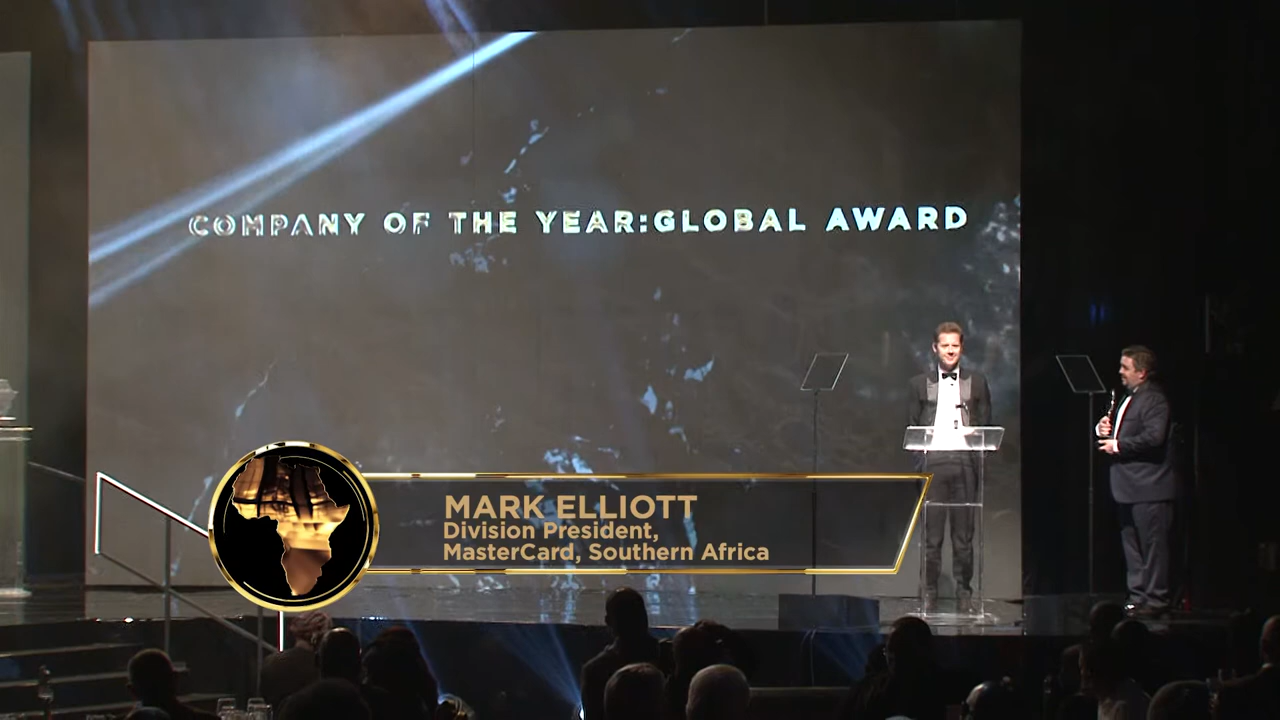 COMPANY OF THE YEAR:GLOBAL AWARD
MARK ELLIOTT
Division President,
MasterCard, Southern Africa